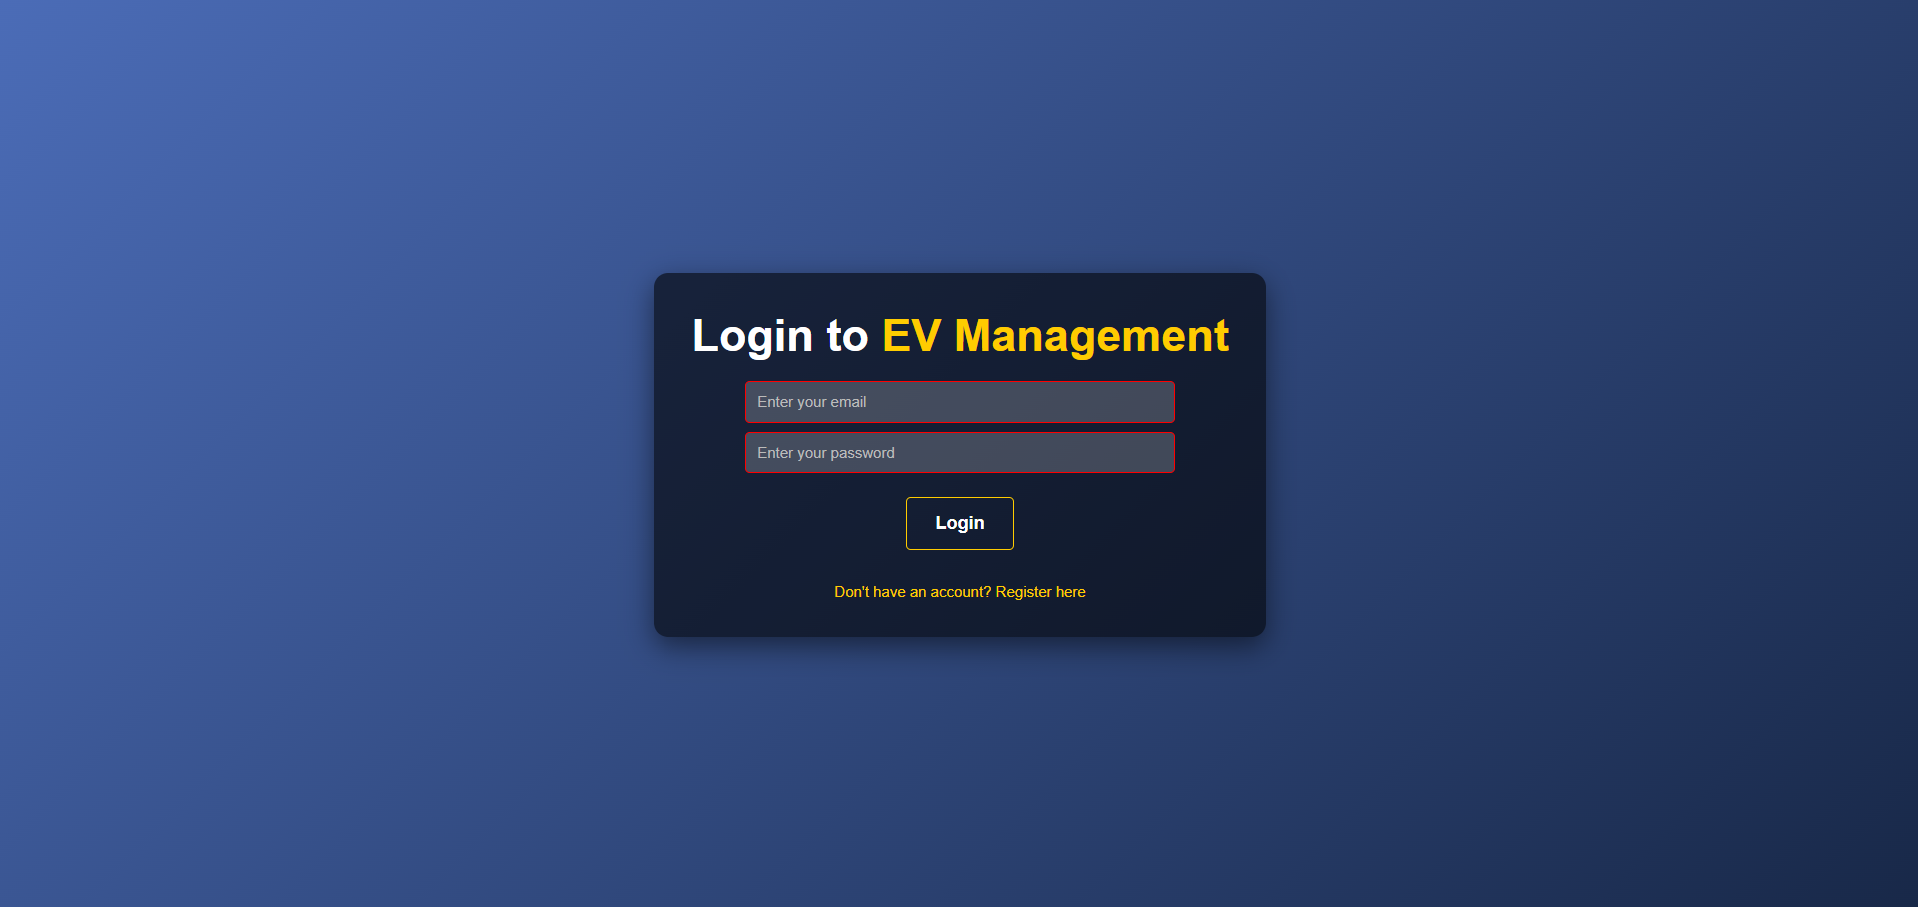 Login to EV Management
Enter your email
Enter your password
Login
Don't have an account? Register here